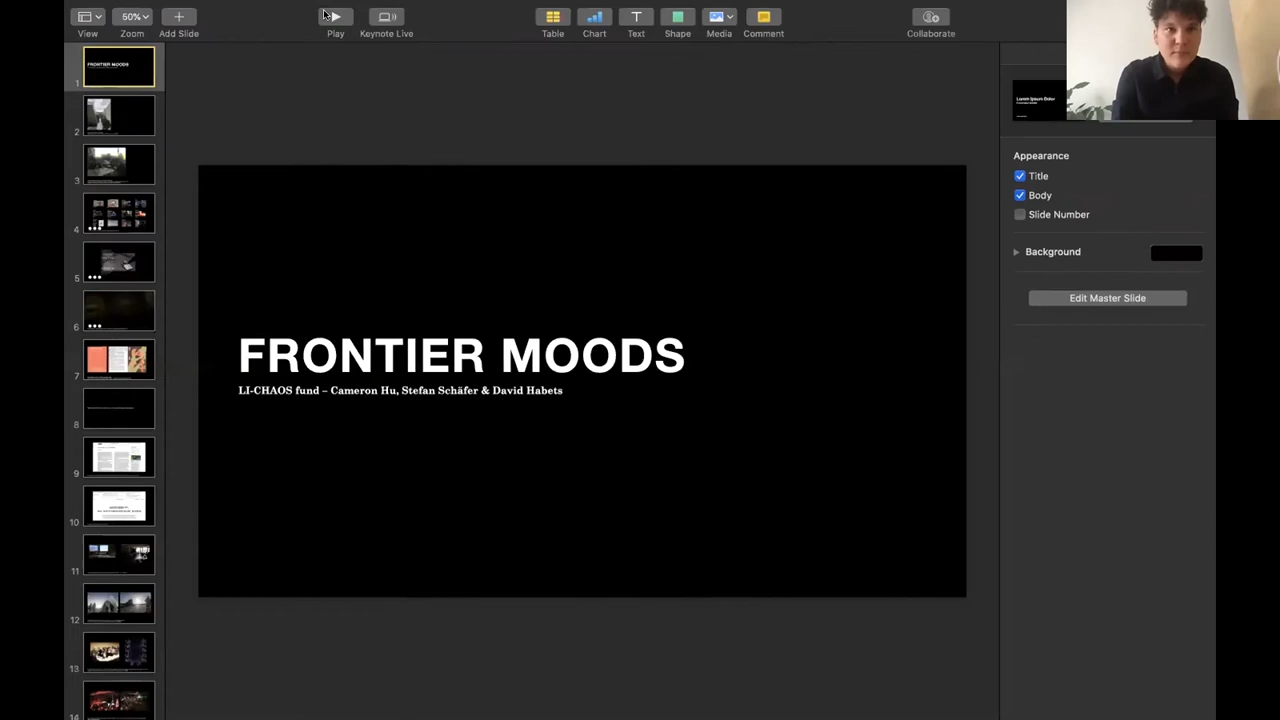 View
50%
Zoom
Add Slide
Play
Keynote Live
Table
Chart
Text
Shape
Media
Comment
Collaborate
FRONTIER MOODS
1
2
3
4
5
6
7
8
9
10
11
12
13
14
FRONTIER MOODS
LI-CHAOS fund – Cameron Hu, Stefan Schäfer & David Habets
Lorem Ipsum Dolor
Appearance
Title
Body
Slide Number
Background
Edit Master Slide